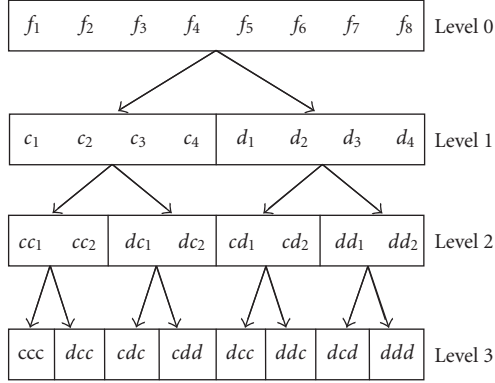 f₁ f₂ f₃ f₄ f₅ f₆ f₇ f₈ Level 0
c₁ c₂ c₃ c₄ d₁ d₂ d₃ d₄ Level 1
cc₁ cc₂ dc₁ dc₂ cd₁ cd₂ dd₁ dd₂ Level 2
ccc dcc cdc cdd dcc ddc dcd ddd Level 3